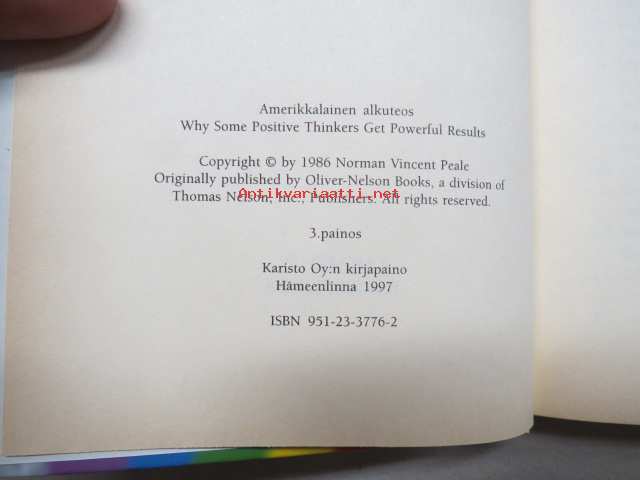 Amerikkalainen alkuteos
Why Some Positive Thinkers Get Powerful Results
Copyright © by 1986 Norman Vincent Peale
Originally published by Oliver-Nelson Books, a division of
Thomas Nelson, Inc., Publishers. All rights reserved.
Antikvariaatti.net
3.painos
Karisto Oy:n kirjapaino
Hämeenlinna 1997
ISBN 951-23-3776-2